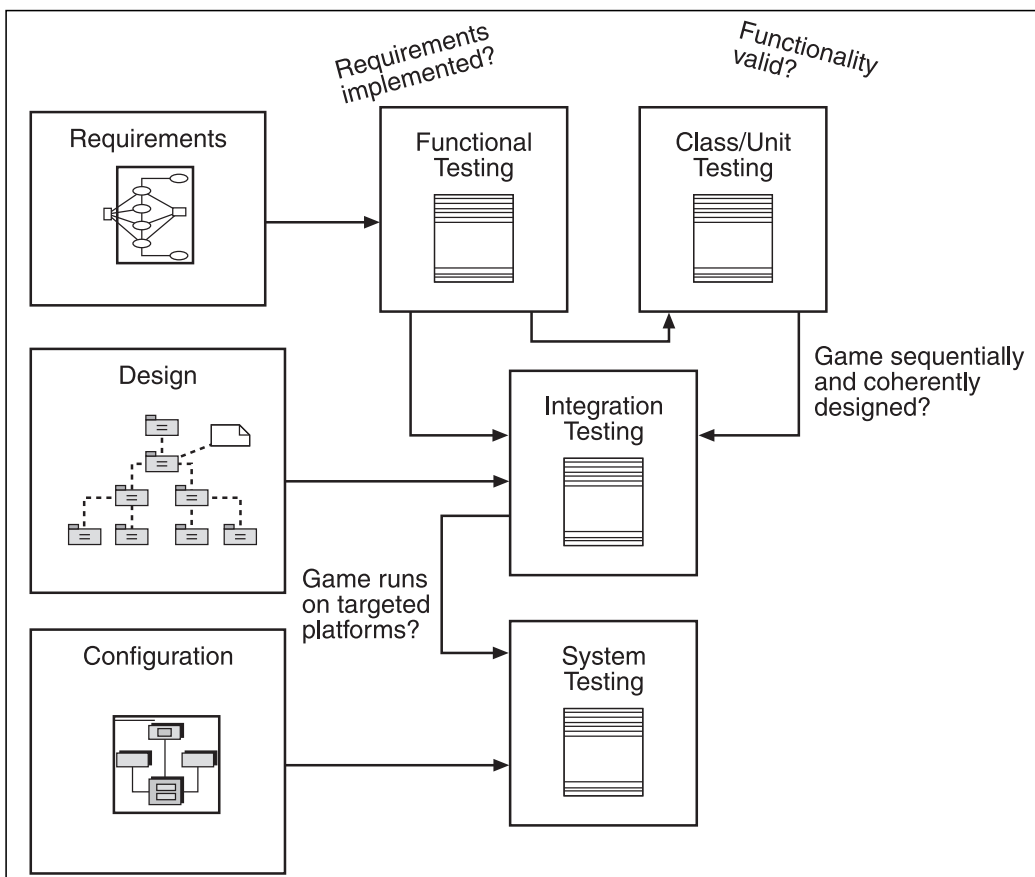 Requirements
implemented?
Functionality
valid?
Requirements
Functional
Testing
Class/Unit
Testing
Design
Integration
Testing
Game sequentially
and coherently
designed?
Game runs
on targeted
platforms?
Configuration
System
Testing